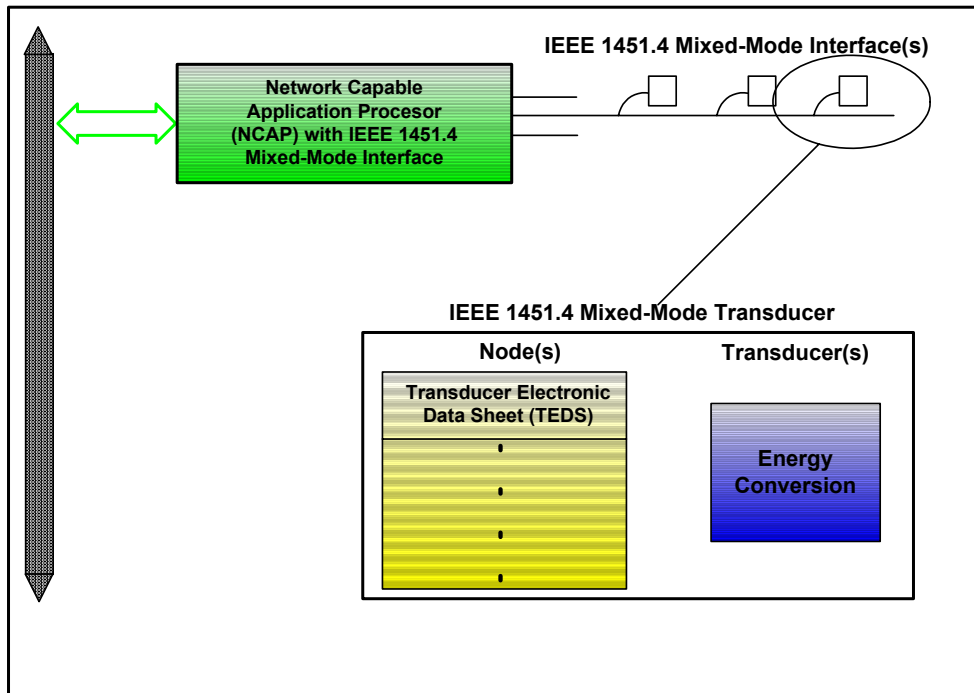 IEEE 1451.4 Mixed-Mode Interface(s)
Network Capable
Application Procesor
(NCAP) with IEEE 1451.4
Mixed-Mode Interface
IEEE 1451.4 Mixed-Mode Transducer
Node(s)
Transducer(s)
Transducer Electronic
Data Sheet (TEDS)
Energy
Conversion